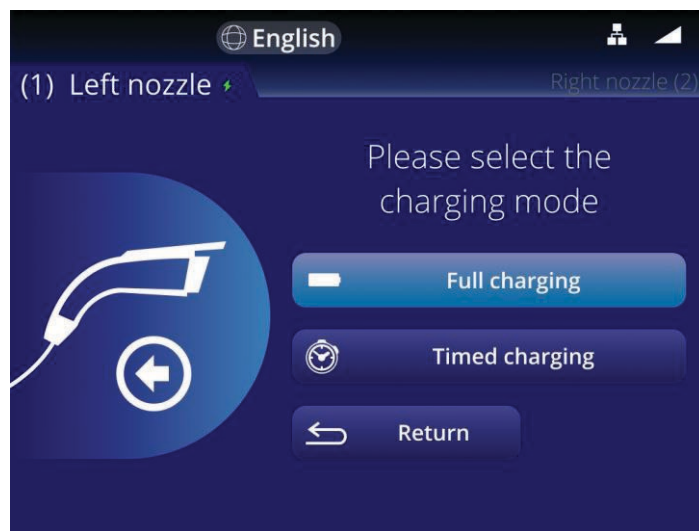 English
(1) Left nozzle
Right nozzle (2)
Please select the
charging mode
Full charging
Timed charging
Return